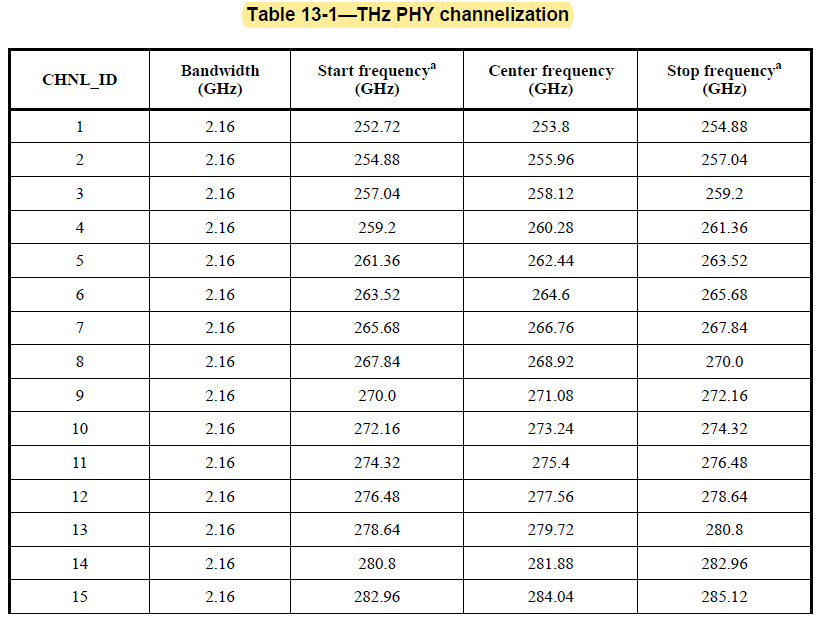 Table 13-1—THz PHY channelization
CHNL_ID Bandwidth (GHz) Start frequencyᵃ (GHz) Center frequency (GHz) Stop frequencyᵃ (GHz)
1 2.16 252.72 253.8 254.88
2 2.16 254.88 255.96 257.04
3 2.16 257.04 258.12 259.2
4 2.16 259.2 260.28 261.36
5 2.16 261.36 262.44 263.52
6 2.16 263.52 264.6 265.68
7 2.16 265.68 266.76 267.84
8 2.16 267.84 268.92 270.0
9 2.16 270.0 271.08 272.16
10 2.16 272.16 273.24 274.32
11 2.16 274.32 275.4 276.48
12 2.16 276.48 277.56 278.64
13 2.16 278.64 279.72 280.8
14 2.16 280.8 281.88 282.96
15 2.16 282.96 284.04 285.12